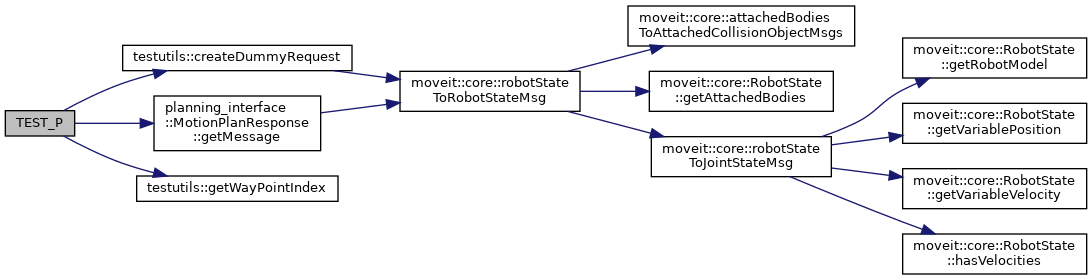 TEST_P
testutils::createDummyRequest
planning_interface
::MotionPlanResponse
::getMessage
testutils::getWayPointIndex
moveit::core::robotState
ToRobotStateMsg
moveit::core::attachedBodies
ToAttachedCollisionObjectMsgs
moveit::core::RobotState
::getAttachedBodies
moveit::core::robotState
ToJointStateMsg
moveit::core::RobotState
::getRobotModel
moveit::core::RobotState
::getVariablePosition
moveit::core::RobotState
::getVariableVelocity
moveit::core::RobotState
::hasVelocities